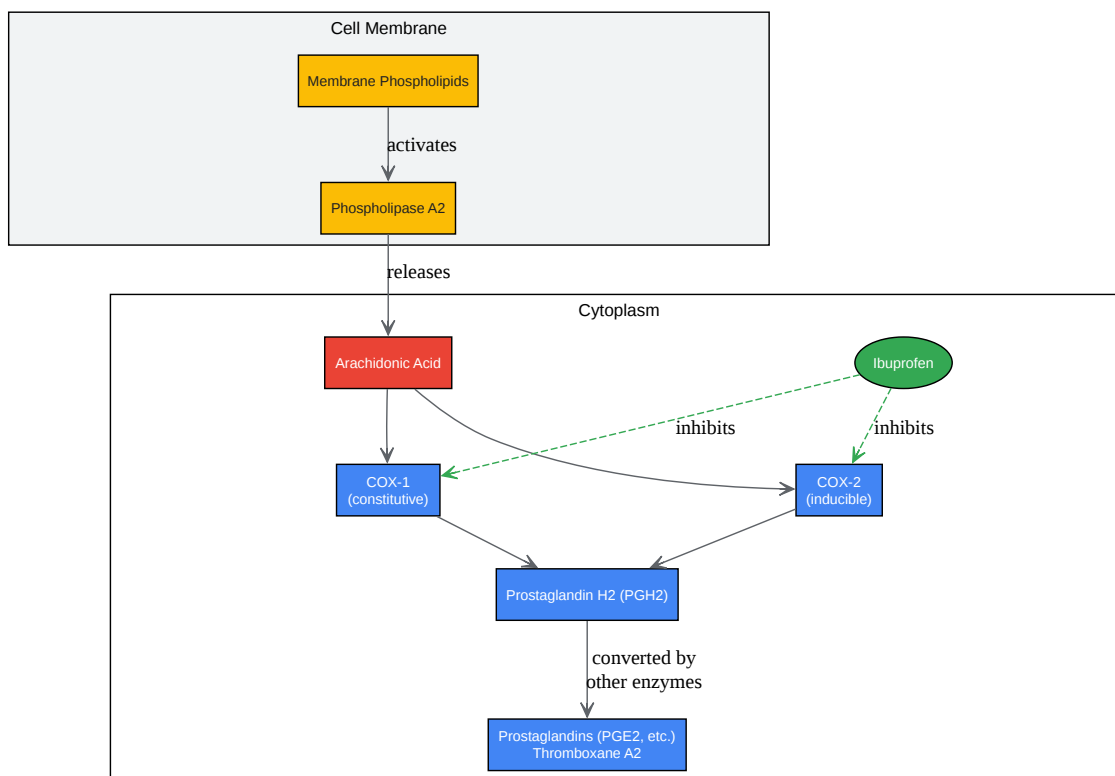 Cell Membrane
Membrane Phospholipids
activates
Phospholipase A2
releases
Cytoplasm
Arachidonic Acid
Ibuprofen
inhibits
inhibits
COX-1
(constitutive)
COX-2
(inducible)
Prostaglandin H2 (PGH2)
converted by
other enzymes
Prostaglandins (PGE2, etc.)
Thromboxane A2